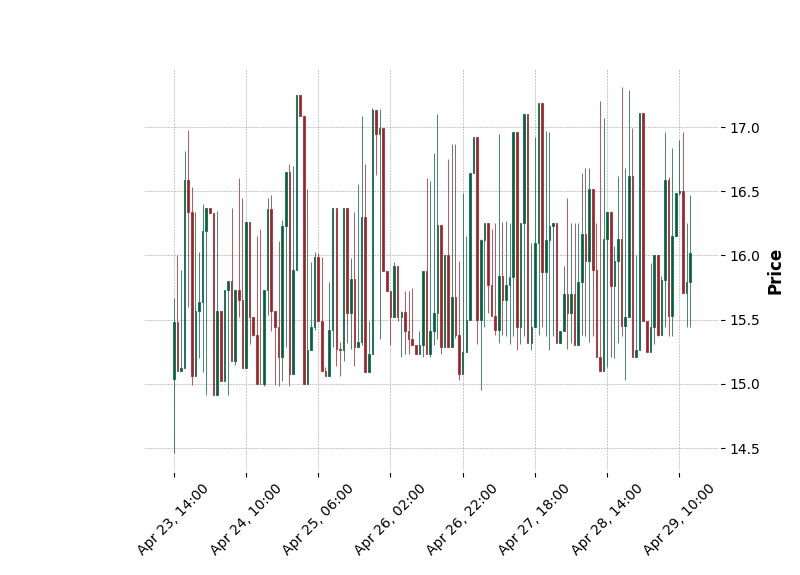 17.0
16.5
16.0
15.5
15.0
14.5
Price
Apr 23, 14:00
Apr 24, 10:00
Apr 25, 06:00
Apr 26, 02:00
Apr 26, 22:00
Apr 27, 18:00
Apr 28, 14:00
Apr 29, 10:00